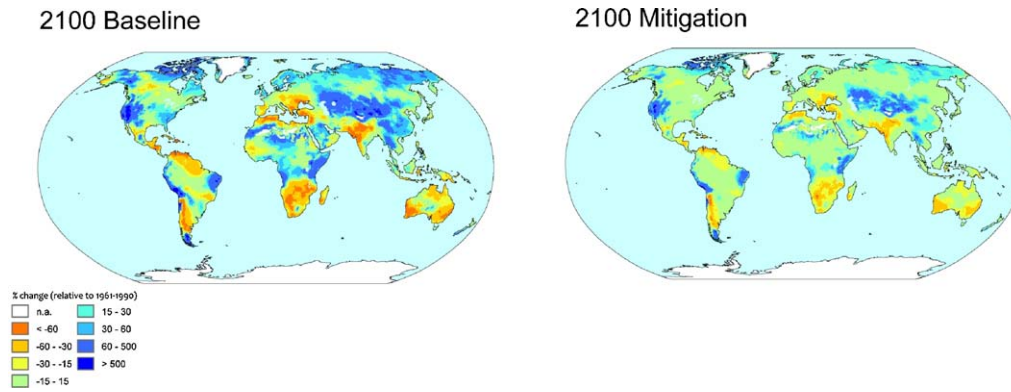 2100 Baseline
2100 Mitigation
% change (relative to 1961-1990)
n.a.
< -60
-60 - -30
-30 - -15
-15 - 15
15 - 30
30 - 60
60 - 500
> 500